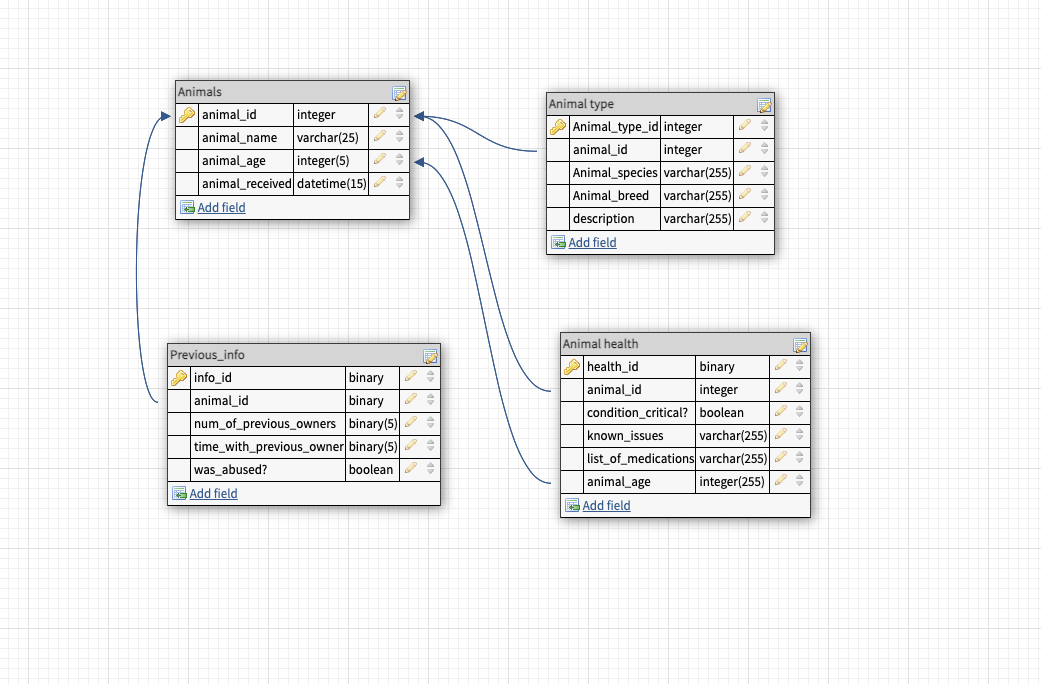 Animals
animal_id integer
animal_name varchar(25)
animal_age integer(5)
animal_received datetime(15)
Add field
Animal type
Animal_type_id integer
animal_id integer
Animal_species varchar(255)
Animal_breed varchar(255)
description varchar(255)
Add field
Previous_info
info_id binary
animal_id binary
num_of_previous_owners binary(5)
time_with_previous_owner binary(5)
was_abused? boolean
Add field
Animal health
health_id binary
animal_id integer
condition_critical? boolean
known_issues varchar(255)
list_of_medications varchar(255)
animal_age integer(255)
Add field